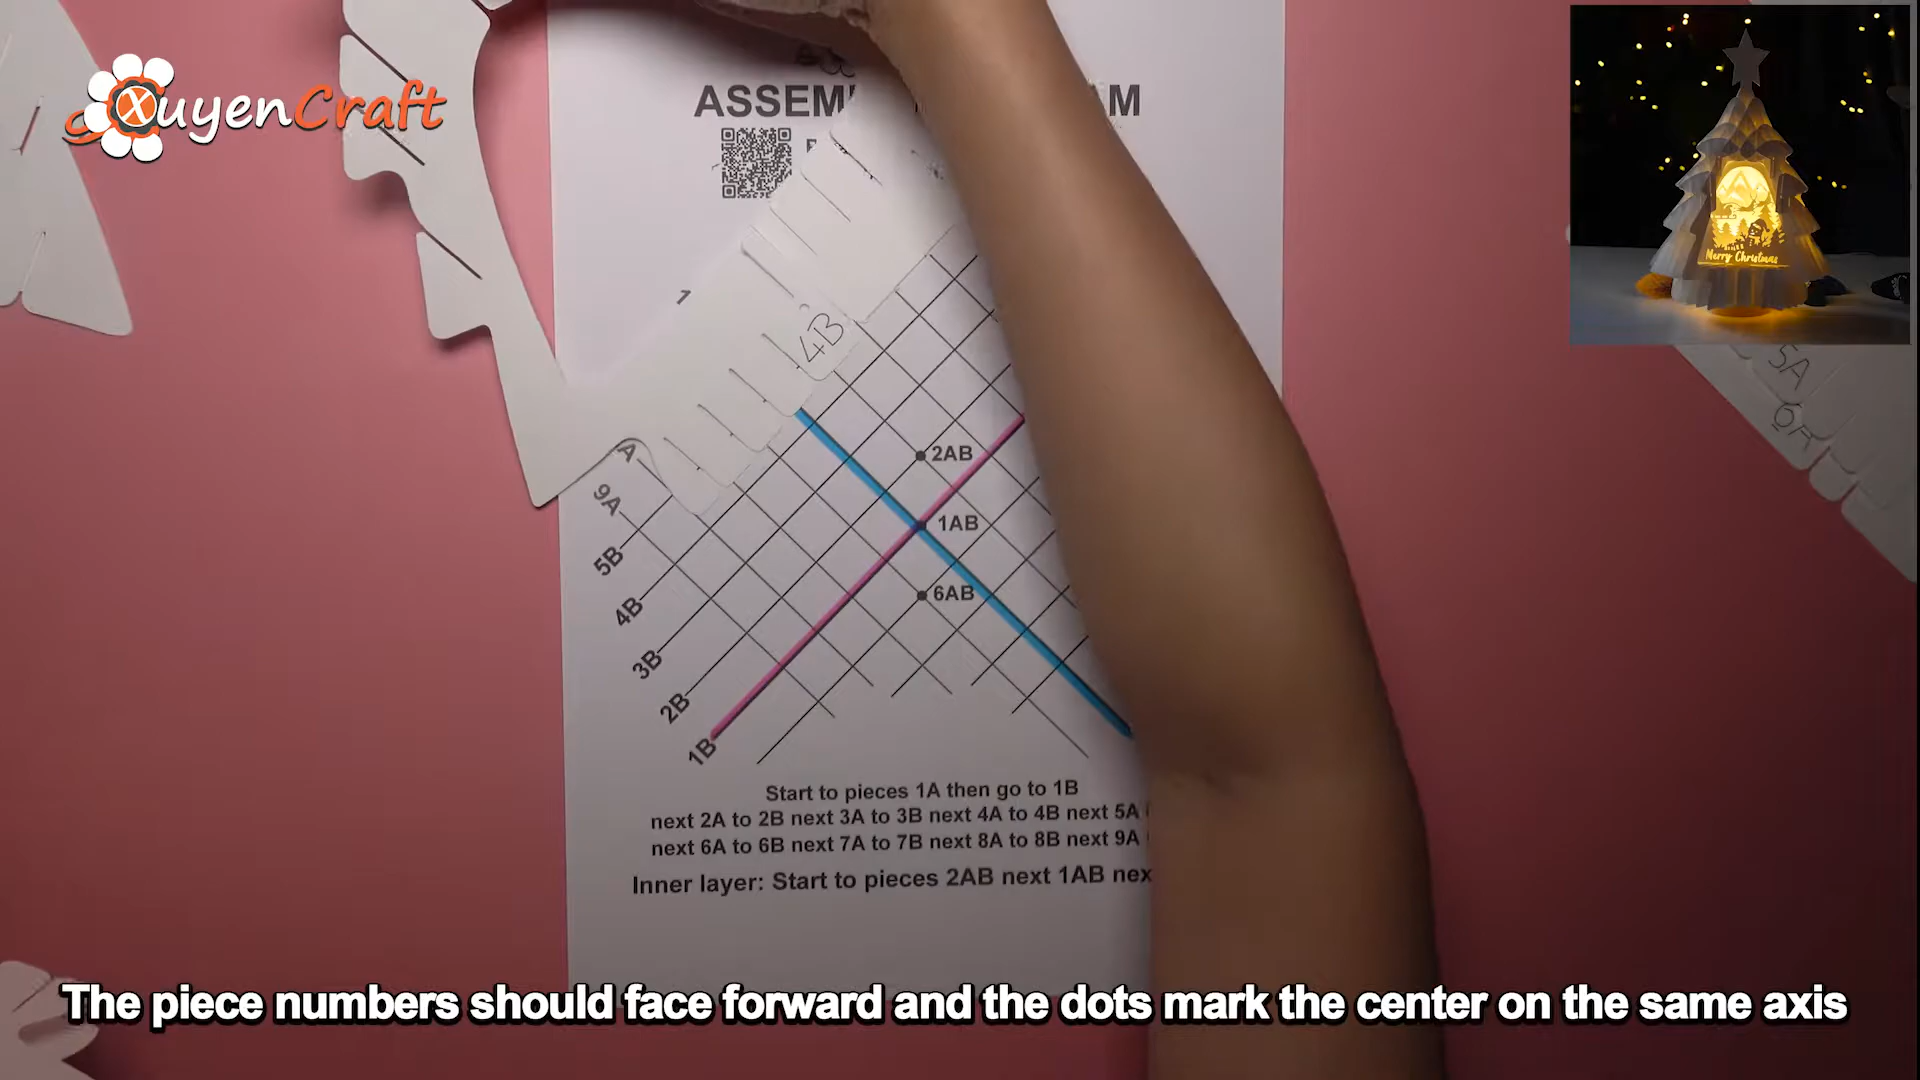 XuyenCraft
ASSEM
AM
1
4B
A
9A
5B
4B
3B
2B
1B
2AB
1AB
6AB
5A
Merry Christmas
Start to pieces 1A then go to 1B
next 2A to 2B next 3A to 3B next 4A to 4B next 5A
next 6A to 6B next 7A to 7B next 8A to 8B next 9A
Inner layer: Start to pieces 2AB next 1AB nex
The piece numbers should face forward and the dots mark the center on the same axis